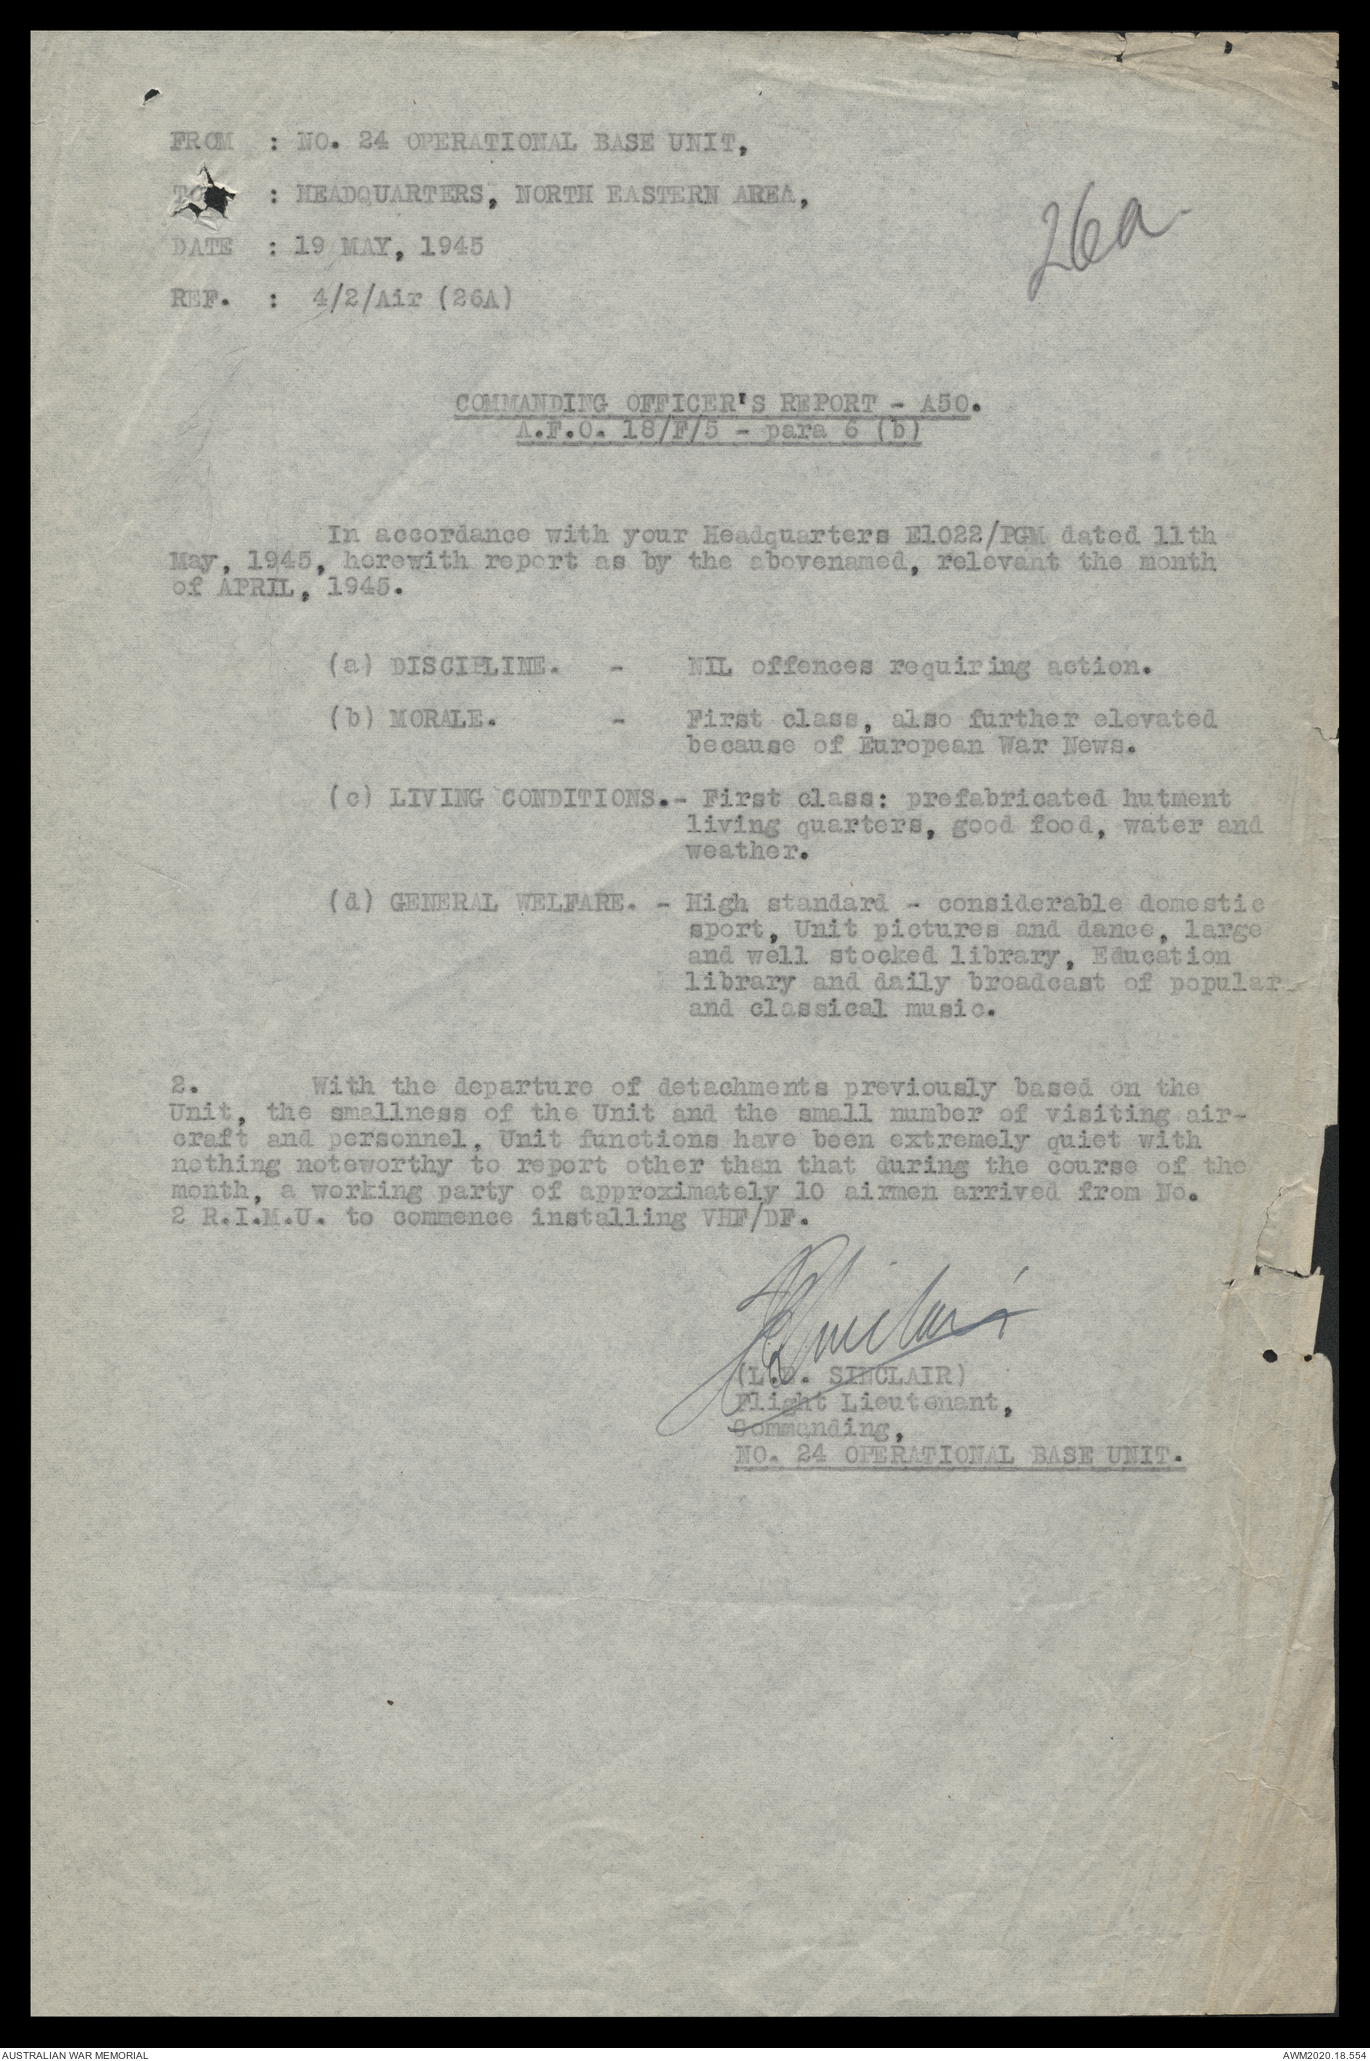 FROM : NO. 24 OPERATIONAL BASE UNIT,
TO : HEADQUARTERS, NORTH EASTERN AREA,
26a
DATE : 19 MAY, 1945
REF. : 4/2/Air (26A)
COMMANDING OFFICER'S REPORT - A50.
A.F.O. 18/F/5 - para 6 (b)
In accordance with your Headquarters E1022/PGM dated 11th
May, 1945, herewith report as by the abovenamed, relevant the month
of APRIL, 1945.
(a) DISCIPLINE. - NIL offences requiring action.
(b) MORALE. - First class, also further elevated
because of European War News.
(c) LIVING CONDITIONS.- First class: prefabricated hutment
living quarters, good food, water and
weather.
(d) GENERAL WELFARE. - High standard - considerable domestic
sport, Unit pictures and dance, large
and well stocked library, Education
library and daily broadcast of popular
and classical music.
2. With the departure of detachments previously based on the
Unit, the smallness of the Unit and the small number of visiting air-
craft and personnel, Unit functions have been extremely quiet with
nothing noteworthy to report other than that during the course of the
month, a working party of approximately 10 airmen arrived from No.
2 R.I.M.U. to commence installing VHF/DF.
Sinclair
(L. . SINCLAIR)
Flight Lieutenant,
Commanding,
NO. 24 OPERATIONAL BASE UNIT.
AUSTRALIAN WAR MEMORIAL
AWM2020.18.554